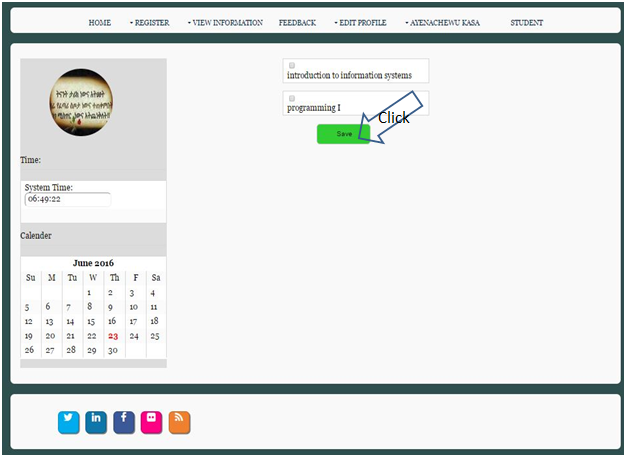 HOME REGISTER VIEW INFORMATION FEEDBACK EDIT PROFILE AYENACHEWU KASA STUDENT
introduction to information systems
programming I
Click
Save
ትናንት ታሪክ ነውና
Time:
System Time:
06:49:22
Calender
June 2016
Su M Tu W Th F Sa
1 2 3 4
5 6 7 8 9 10 11
12 13 14 15 16 17 18
19 20 21 22 23 24 25
26 27 28 29 30